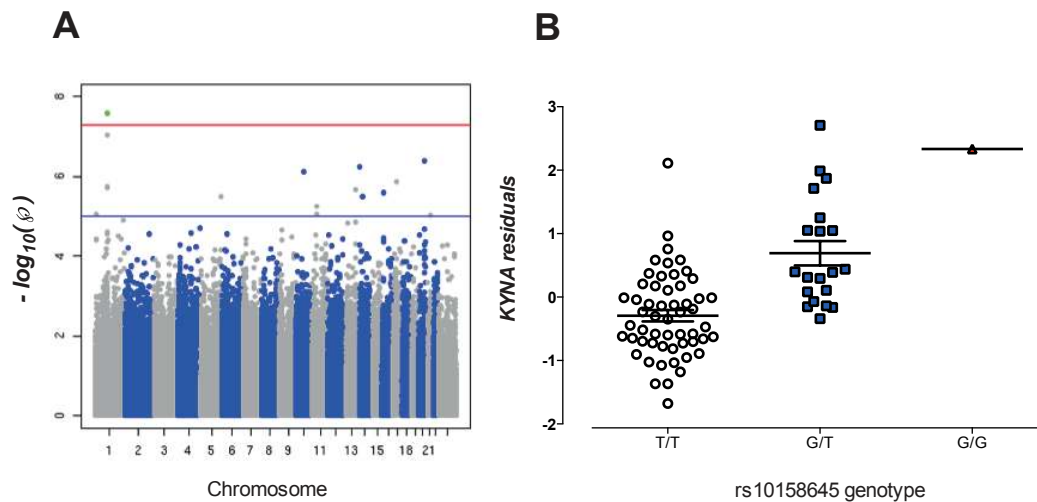 A
B
- log10(℘)
8
6
4
2
0
1 2 3 4 5 6 7 8 9 11 13 15 18 21
Chromosome
KYNA residuals
3
2
1
0
-1
-2
T/T G/T G/G
rs10158645 genotype